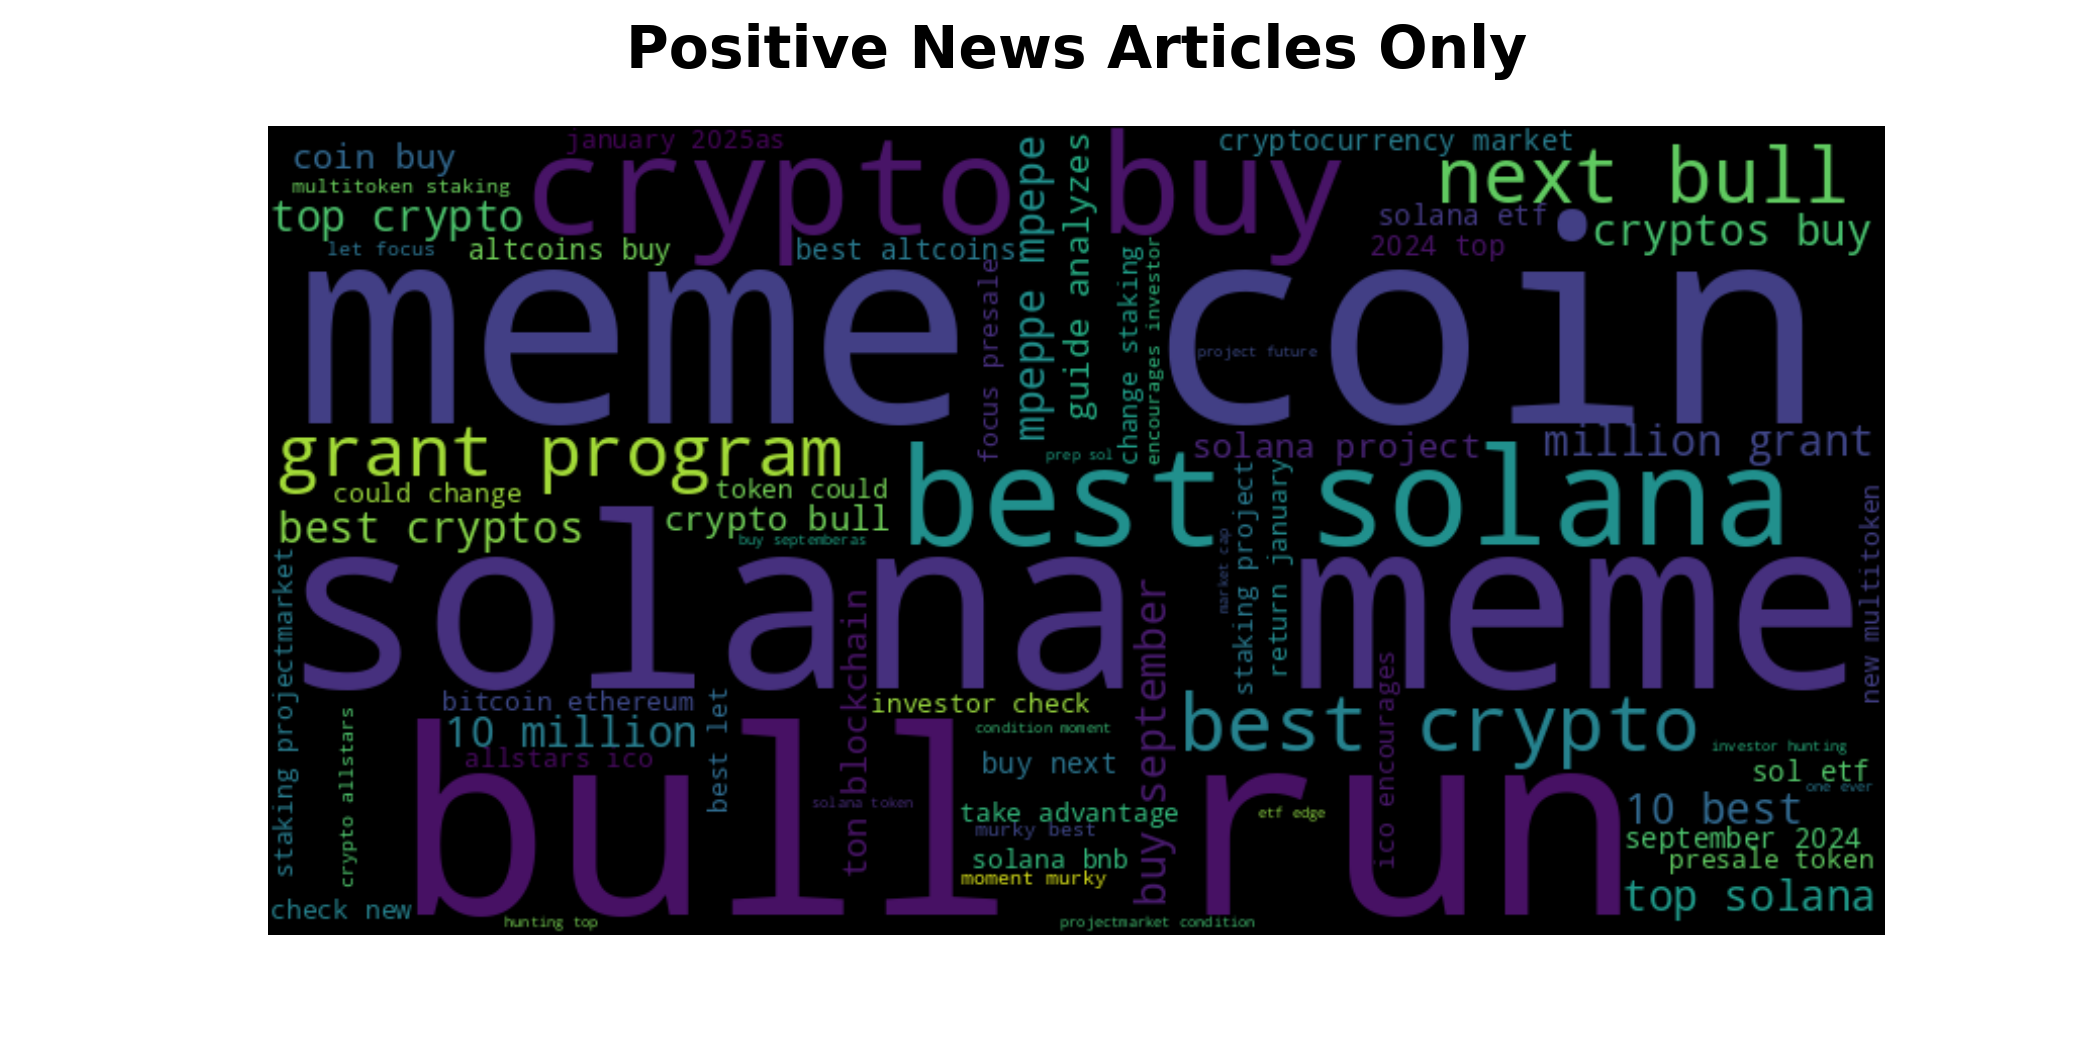 Positive News Articles Only
january 2025as
cryptocurrency market
coin buy
crypto buy
next bull
multitoken staking
top crypto
solana etf
cryptos buy
let focus
altcoins buy
best altcoins
2024 top
mpeppe mpepe
guide analyzes
change staking
encourages investor
focus presale
meme coin
project future
grant program
prep sol
solana project
million grant
could change
token could
best solana
best cryptos
crypto bull
buy septemberas
solana meme
market cap
staking project
return january
new multitoken
staking projectmarket
ton blockchain
buy september
bitcoin ethereum
investor check
10 million
best let
condition moment
best crypto
investor hunting
allstars ico
buy next
ico encourages
sol etf
one ever
crypto allstars
bull run
solana token
take advantage
etf edge
10 best
murky best
september 2024
solana bnb
presale token
moment murky
top solana
check new
hunting top
projectmarket condition